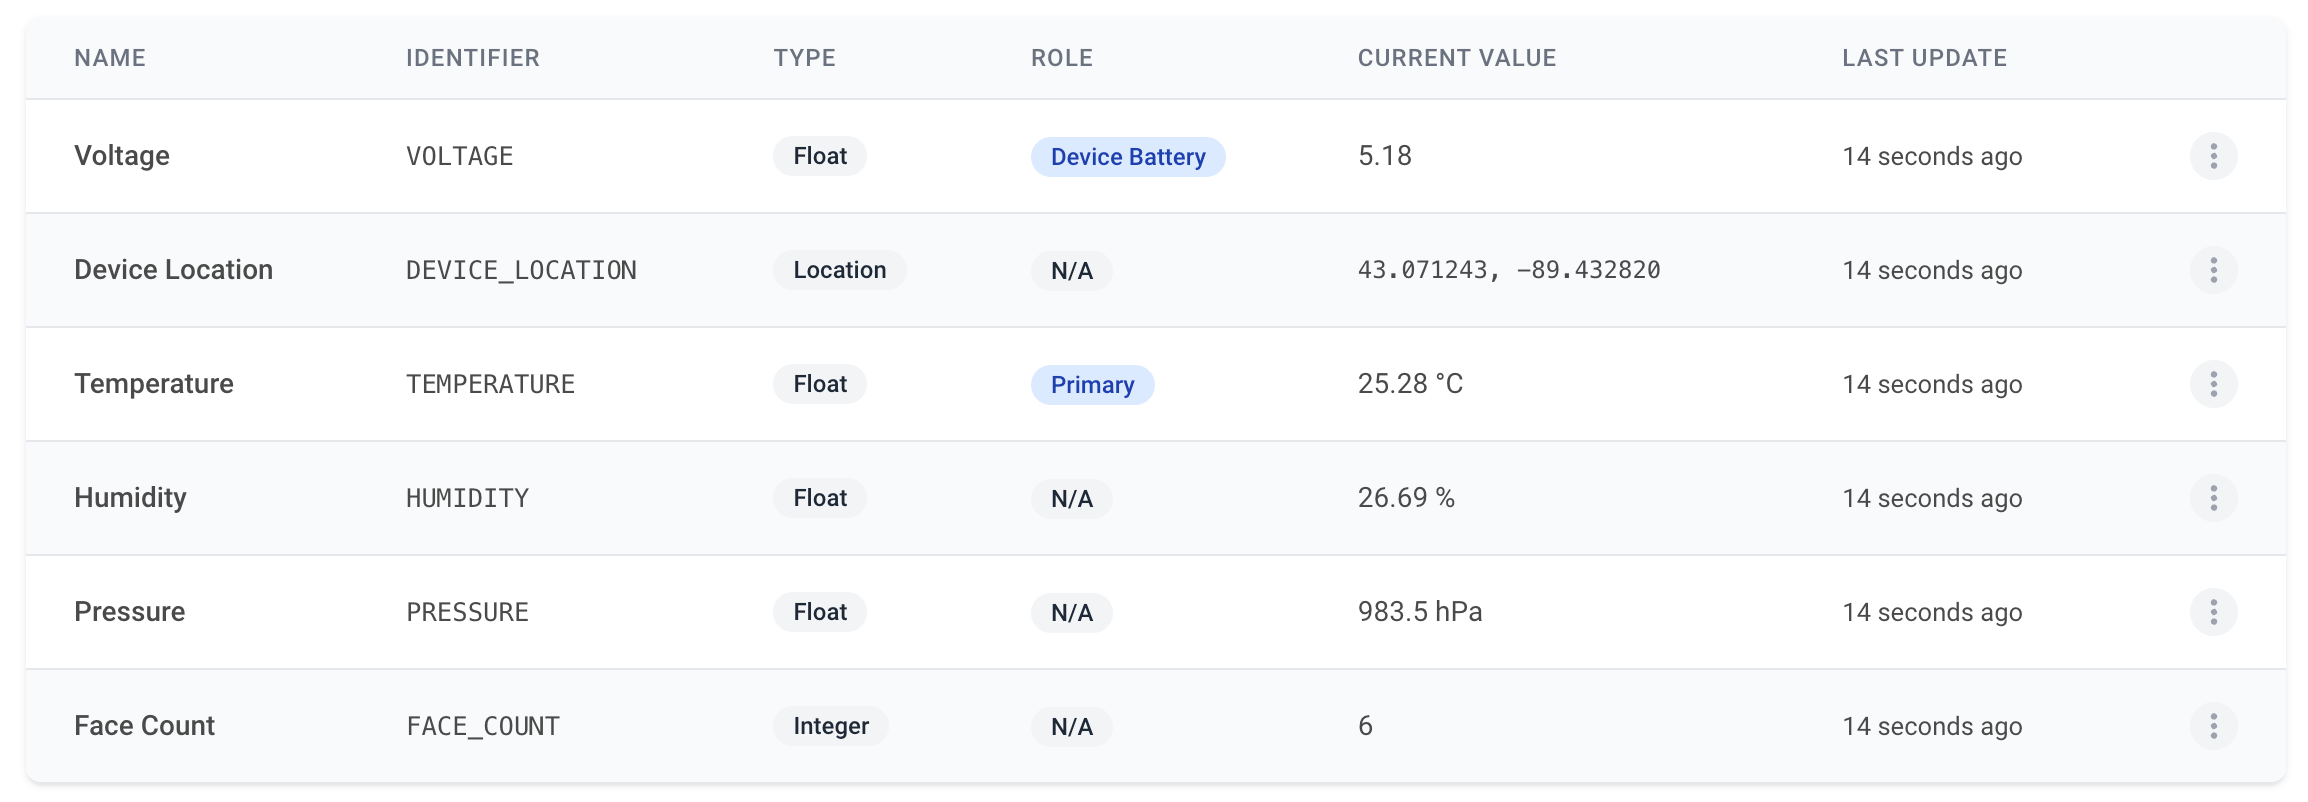 NAME IDENTIFIER TYPE ROLE CURRENT VALUE LAST UPDATE
Voltage VOLTAGE Float Device Battery 5.18 14 seconds ago
Device Location DEVICE_LOCATION Location N/A 43.071243, -89.432820 14 seconds ago
Temperature TEMPERATURE Float Primary 25.28 °C 14 seconds ago
Humidity HUMIDITY Float N/A 26.69 % 14 seconds ago
Pressure PRESSURE Float N/A 983.5 hPa 14 seconds ago
Face Count FACE_COUNT Integer N/A 6 14 seconds ago